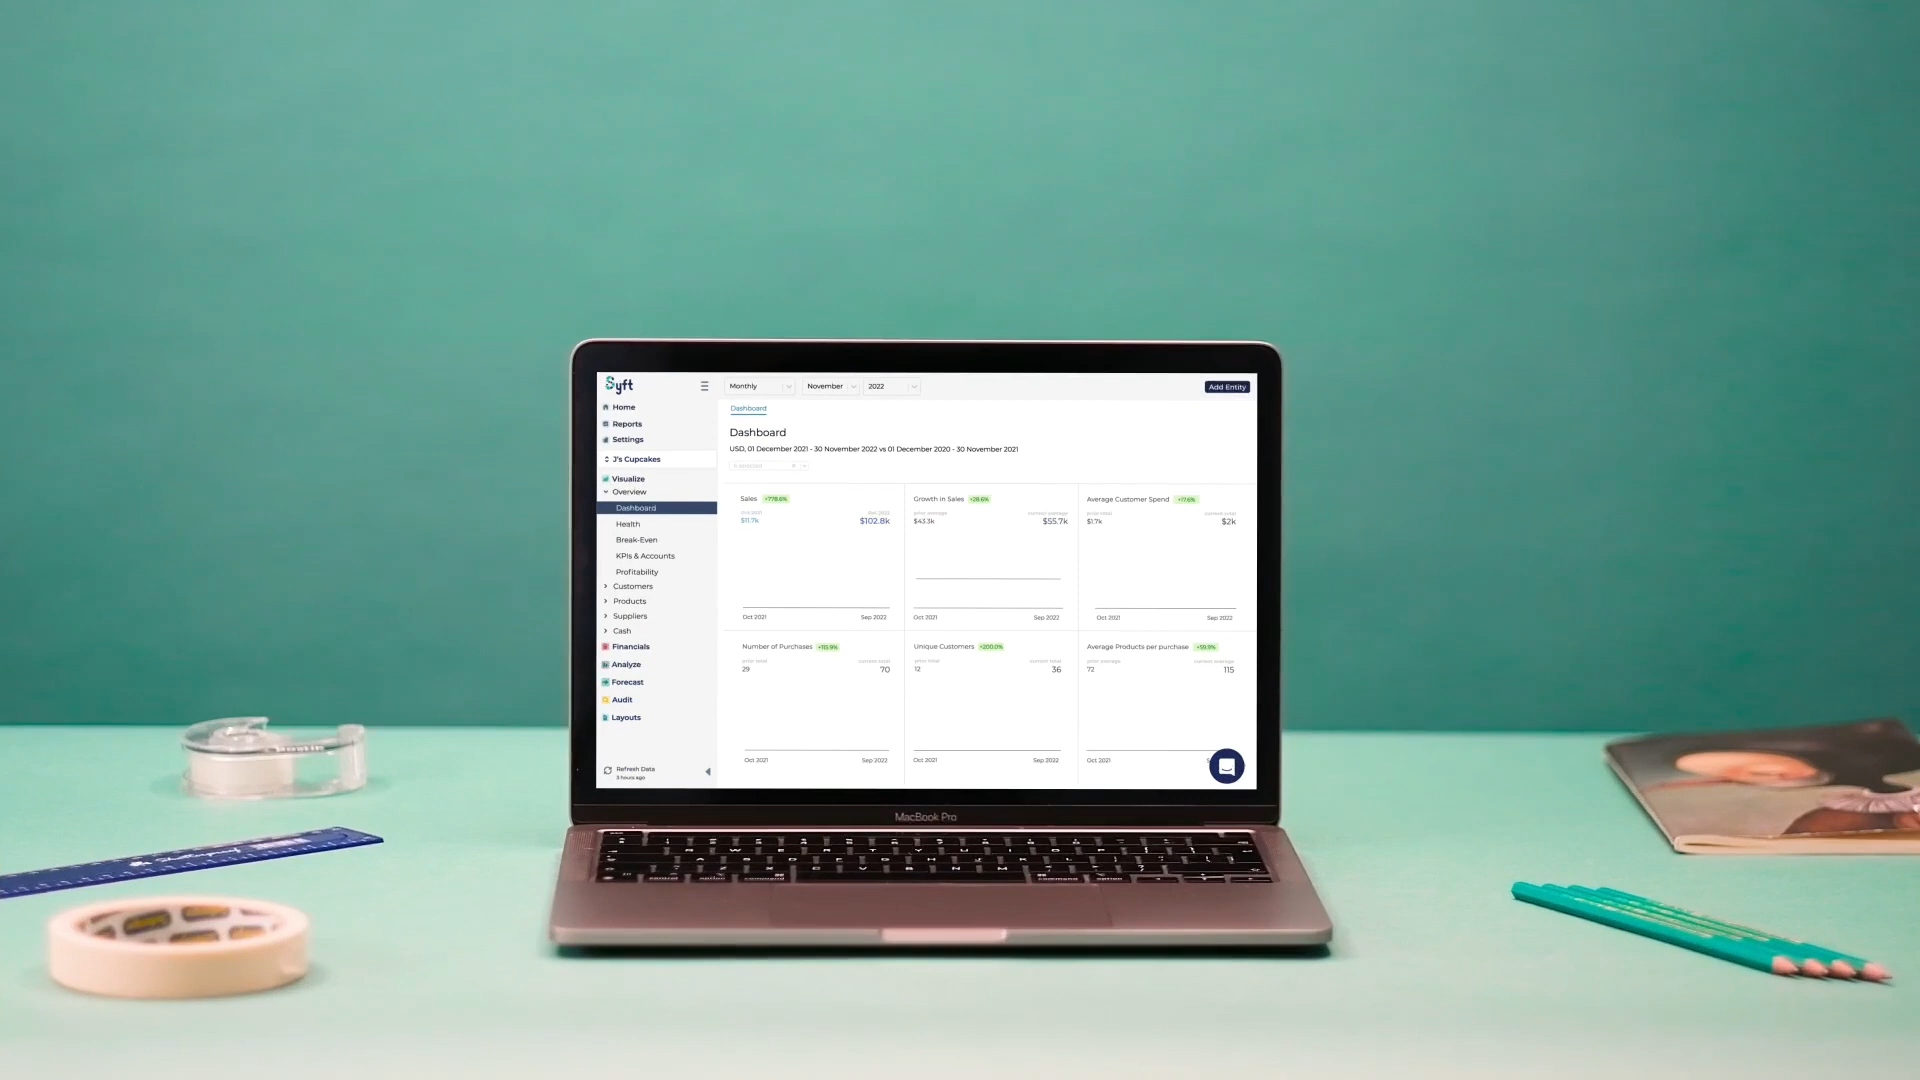 Syft
Monthly
November
2022
Add Entity
Home
Reports
Settings
J's Cupcakes
Visualize
Overview
Dashboard
Health
Break-Even
KPIs & Accounts
Profitability
Customers
Products
Suppliers
Cash
Financials
Analyze
Forecast
Audit
Layouts
Refresh Data
3 hours ago
Dashboard
Dashboard
USD, 01 December 2021 - 30 November 2022 vs 01 December 2020 - 30 November 2021
Sales +778.6%
Oct 2021
$11.7k $102.8k
Oct 2021 Sep 2022
Growth in Sales +28.6%
prior average current average
$43.3k $55.7k
Oct 2021 Sep 2022
Average Customer Spend +17.6%
prior total current total
$1.7k $2k
Oct 2021 Sep 2022
Number of Purchases
prior total current total
29 70
Oct 2021 Sep 2022
Unique Customers +200.0%
prior total current total
12 36
Oct 2021 Sep 2022
Average Products per purchase +59.9%
prior average current average
72 115
Oct 2021
MacBook Pro
control option command
command option